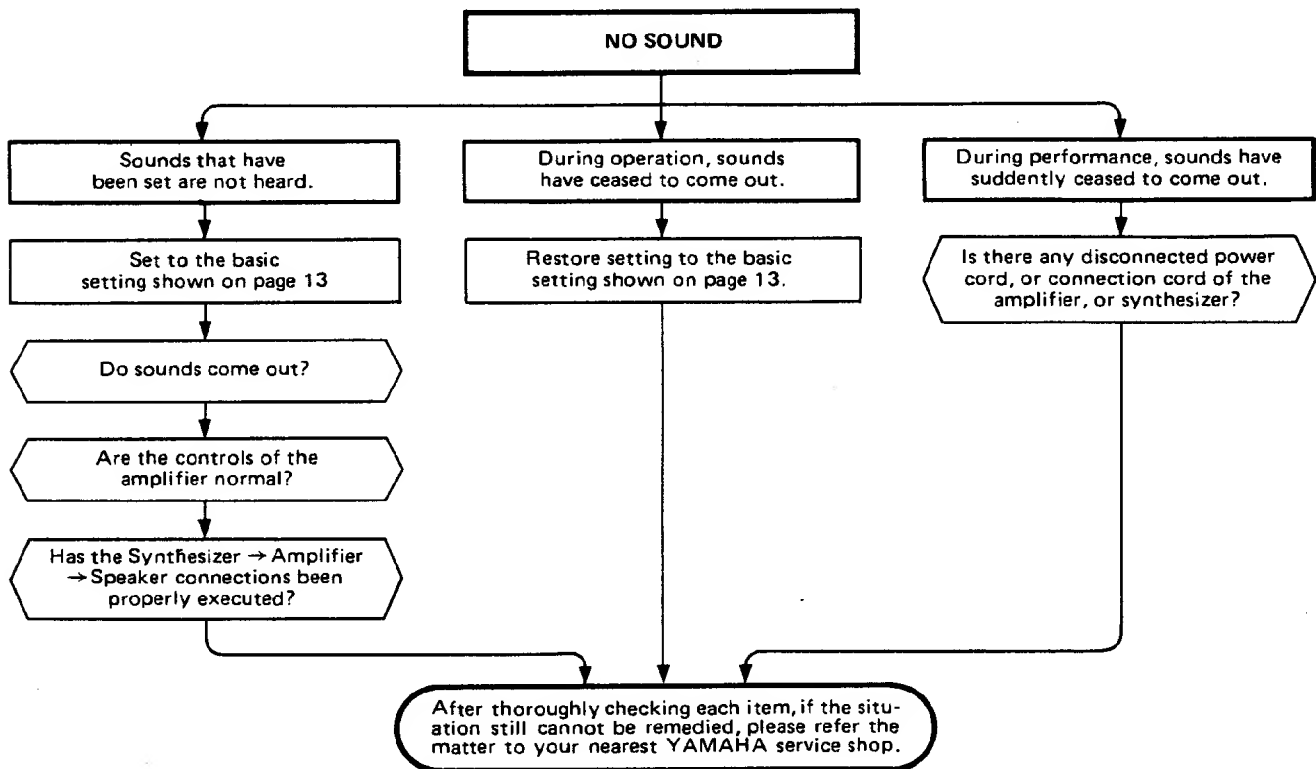 NO SOUND
Sounds that have
been set are not heard.
Set to the basic
setting shown on page 13
Do sounds come out?
Are the controls of the
amplifier normal?
Has the Synthesizer → Amplifier
→ Speaker connections been
properly executed?
During operation, sounds
have ceased to come out.
Restore setting to the basic
setting shown on page 13.
During performance, sounds have
suddently ceased to come out.
Is there any disconnected power
cord, or connection cord of the
amplifier, or synthesizer?
After thoroughly checking each item, if the situ-
ation still cannot be remedied, please refer the
matter to your nearest YAMAHA service shop.